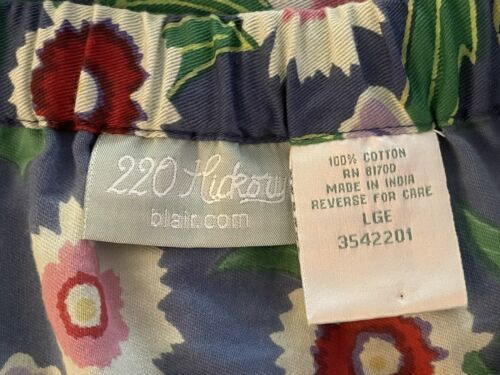 220 Hickory
blair.com
100% COTTON
RN 81700
MADE IN INDIA
REVERSE FOR CARE
LGE
3542201